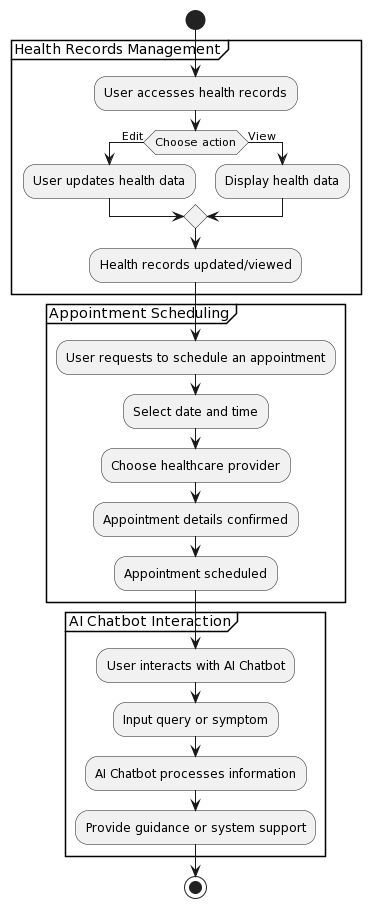 Health Records Management
User accesses health records
Choose action
Edit
View
User updates health data
Display health data
Health records updated/viewed
Appointment Scheduling
User requests to schedule an appointment
Select date and time
Choose healthcare provider
Appointment details confirmed
Appointment scheduled
AI Chatbot Interaction
User interacts with AI Chatbot
Input query or symptom
AI Chatbot processes information
Provide guidance or system support